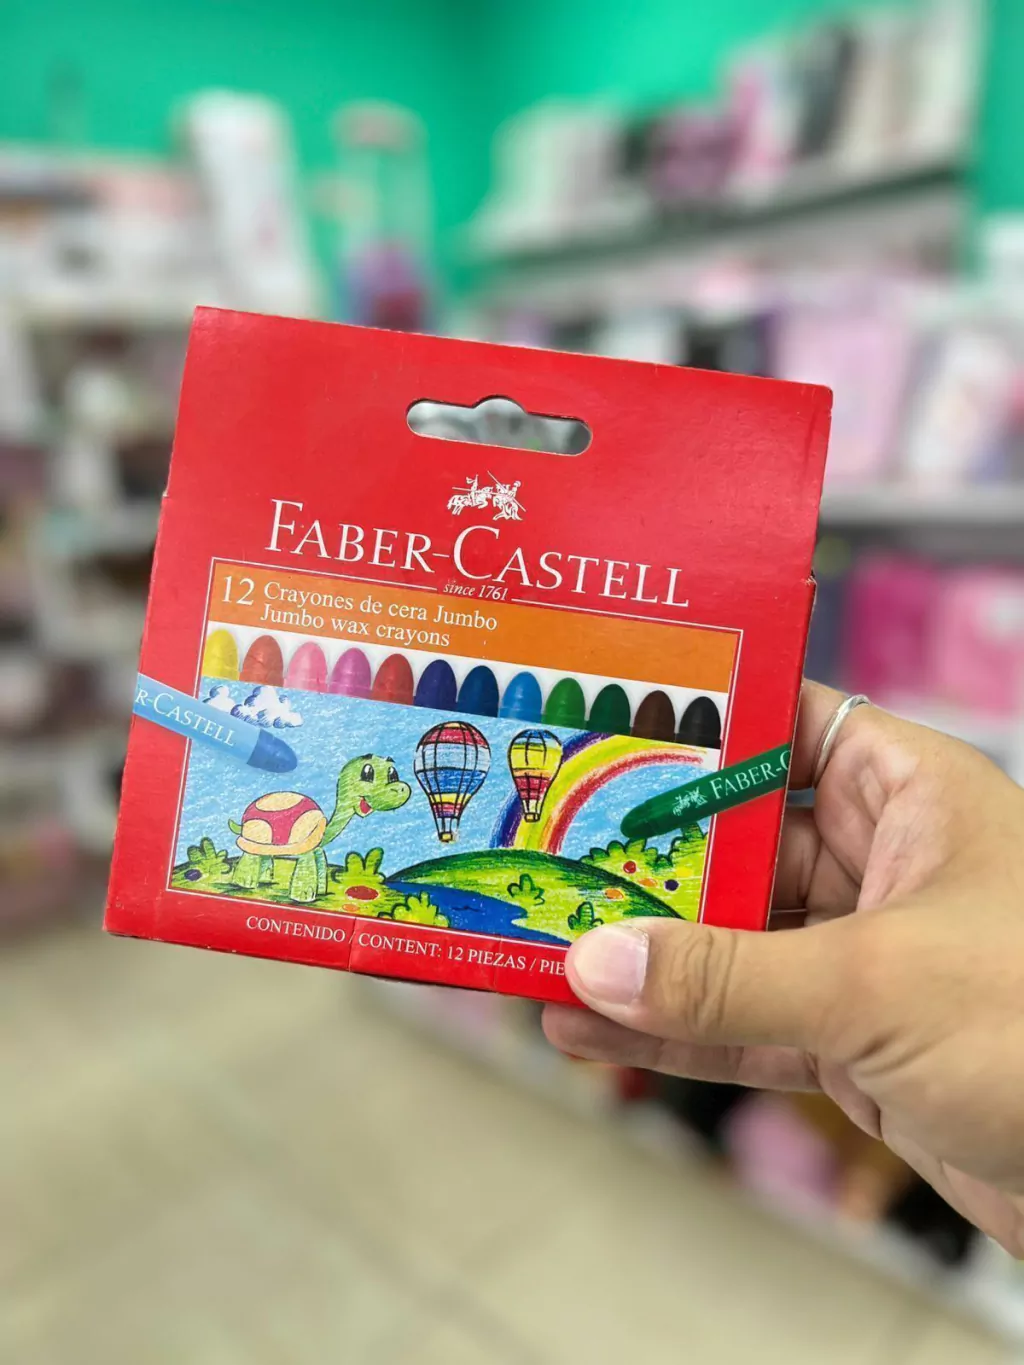 FABER-CASTELL
since 1761
12 Crayones de cera Jumbo
Jumbo wax crayons
R-CASTELL
FABER-C
CONTENIDO / CONTENT: 12 PIEZAS / PIE